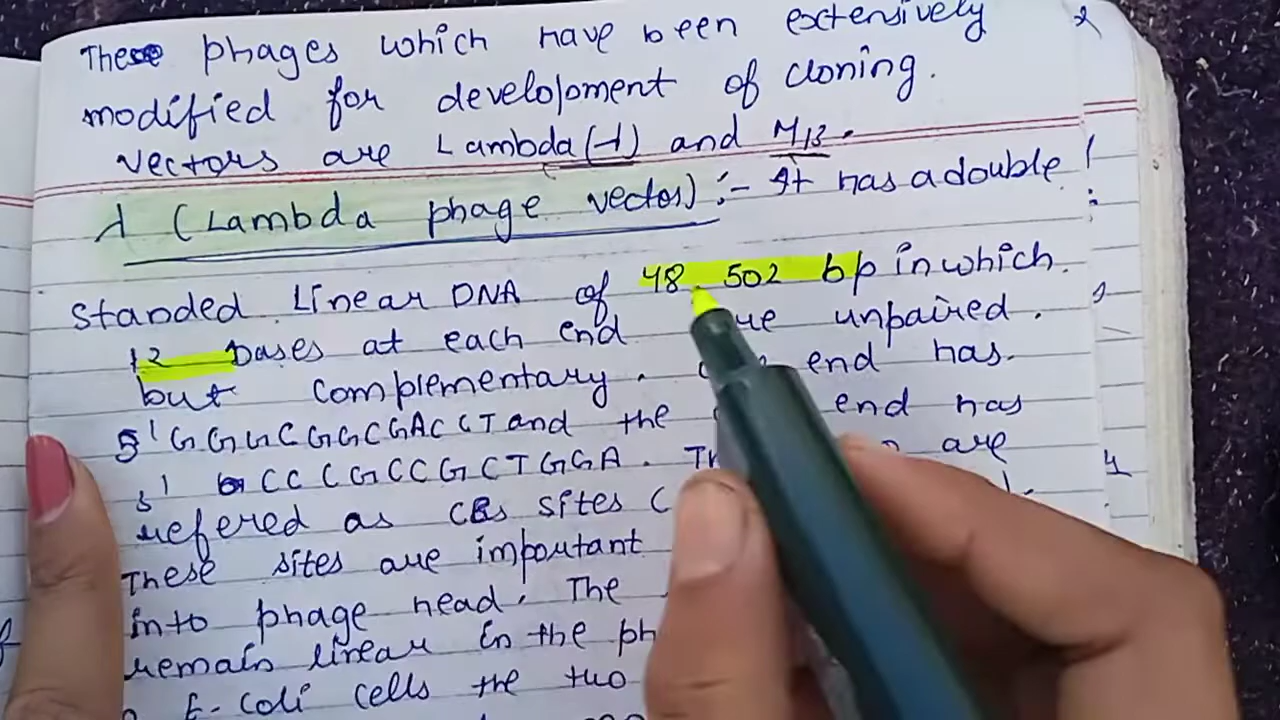 These phages which have been extensively
modified for development of cloning.
vectors are Lambda (λ) and M13.
λ (Lambda phage vector) :- It has a double
standed Linear DNA of 48 502 bp in which.
12 bases at each end unpaired.
but complementary. end has.
5' GGGCGGCGACCT and the end has
5' CCCGCCGCTGGA. are
refered as sites
These sites are important
into phage head. The
remain linear in the
E. Coli cells the two